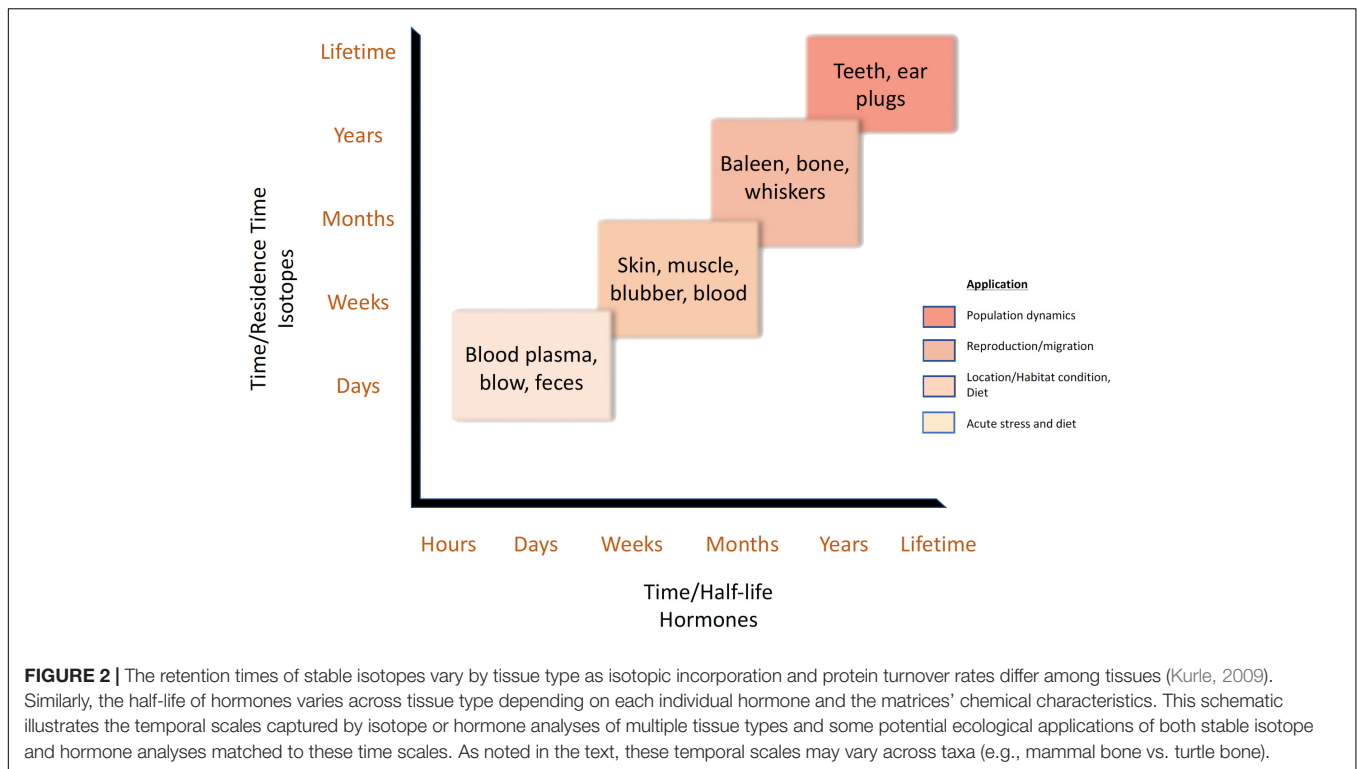 Lifetime
Years
Months
Weeks
Days
Time/Residence Time
Isotopes
Teeth, ear
plugs
Baleen, bone,
whiskers
Skin, muscle,
blubber, blood
Blood plasma,
blow, feces
Application
Population dynamics
Reproduction/migration
Location/Habitat condition,
Diet
Acute stress and diet
Hours Days Weeks Months Years Lifetime
Time/Half-life
Hormones
FIGURE 2 | The retention times of stable isotopes vary by tissue type as isotopic incorporation and protein turnover rates differ among tissues (Kurle, 2009).
Similarly, the half-life of hormones varies across tissue type depending on each individual hormone and the matrices’ chemical characteristics. This schematic
illustrates the temporal scales captured by isotope or hormone analyses of multiple tissue types and some potential ecological applications of both stable isotope
and hormone analyses matched to these time scales. As noted in the text, these temporal scales may vary across taxa (e.g., mammal bone vs. turtle bone).